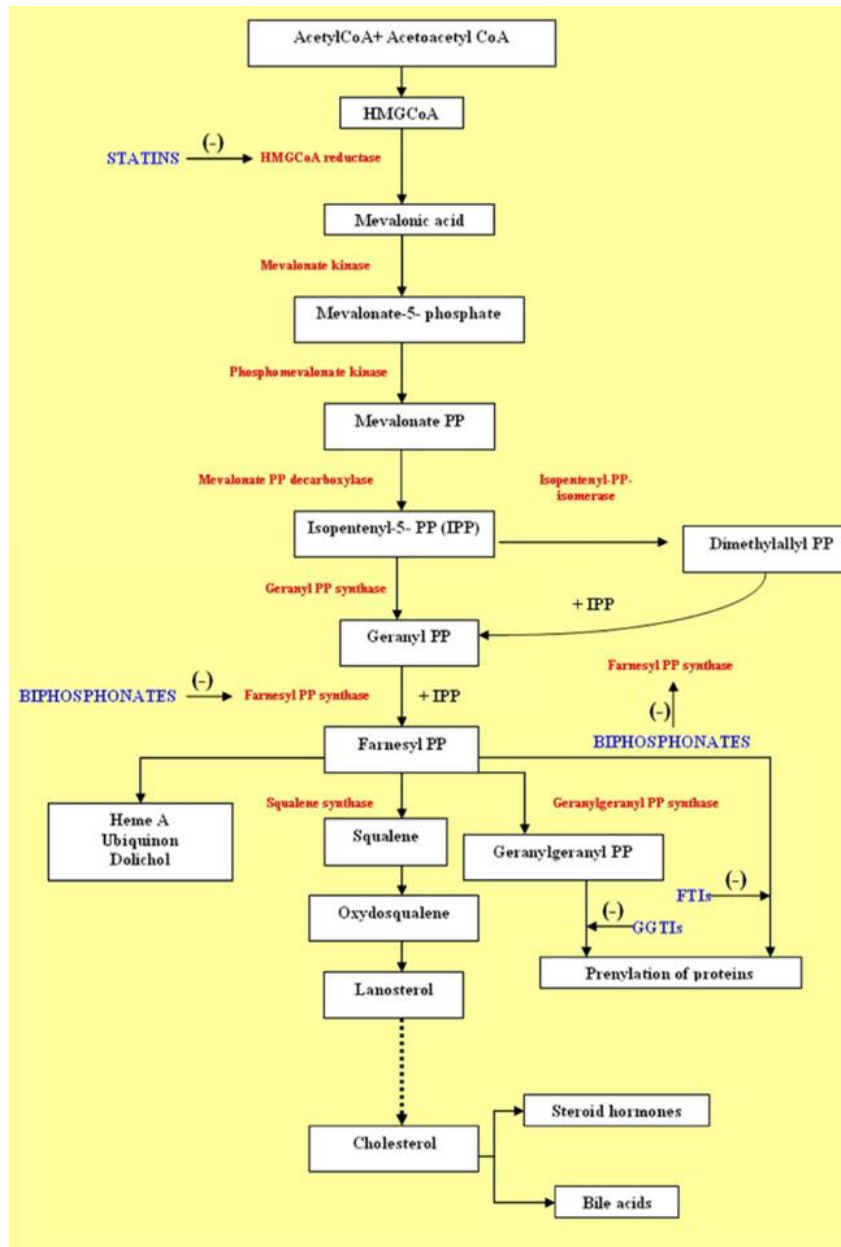 AcetylCoA+ Acetoacetyl CoA
HMGCoA
STATINS
(-)
HMGCoA reductase
Mevalonic acid
Mevalonate kinase
Mevalonate-5- phosphate
Phosphomevalonate kinase
Mevalonate PP
Mevalonate PP decarboxylase
Isopentenyl-PP-
isomerase
Isopentenyl-5- PP (IPP)
Dimethylallyl PP
Geranyl PP synthase
+ IPP
Geranyl PP
Farnesyl PP synthase
BIPHOSPHONATES
(-)
Farnesyl PP synthase
+ IPP
(-)
BIPHOSPHONATES
Farnesyl PP
Squalene synthase
Geranylgeranyl PP synthase
Heme A
Ubiquinon
Dolichol
Squalene
Geranylgeranyl PP
FTIs
(-)
(-)
GGTIs
Oxydosqualene
Prenylation of proteins
Lanosterol
Steroid hormones
Cholesterol
Bile acids